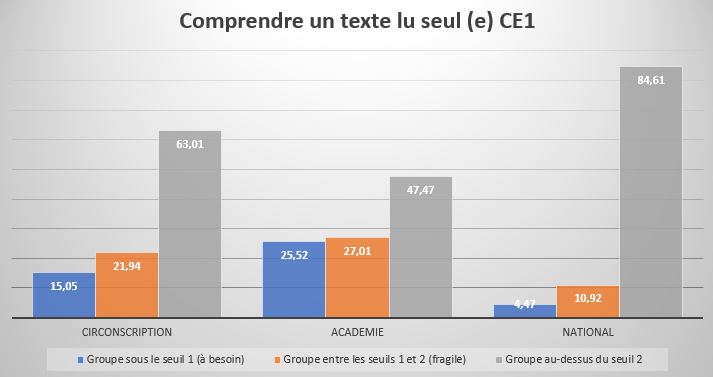 Comprendre un texte lu seul (e) CE1
84,61
63,01
47,47
25,52
27,01
21,94
15,05
10,92
4,47
CIRCONSCRIPTION
ACADEMIE
NATIONAL
Groupe sous le seuil 1 (à besoin)
Groupe entre les seuils 1 et 2 (fragile)
Groupe au-dessus du seuil 2